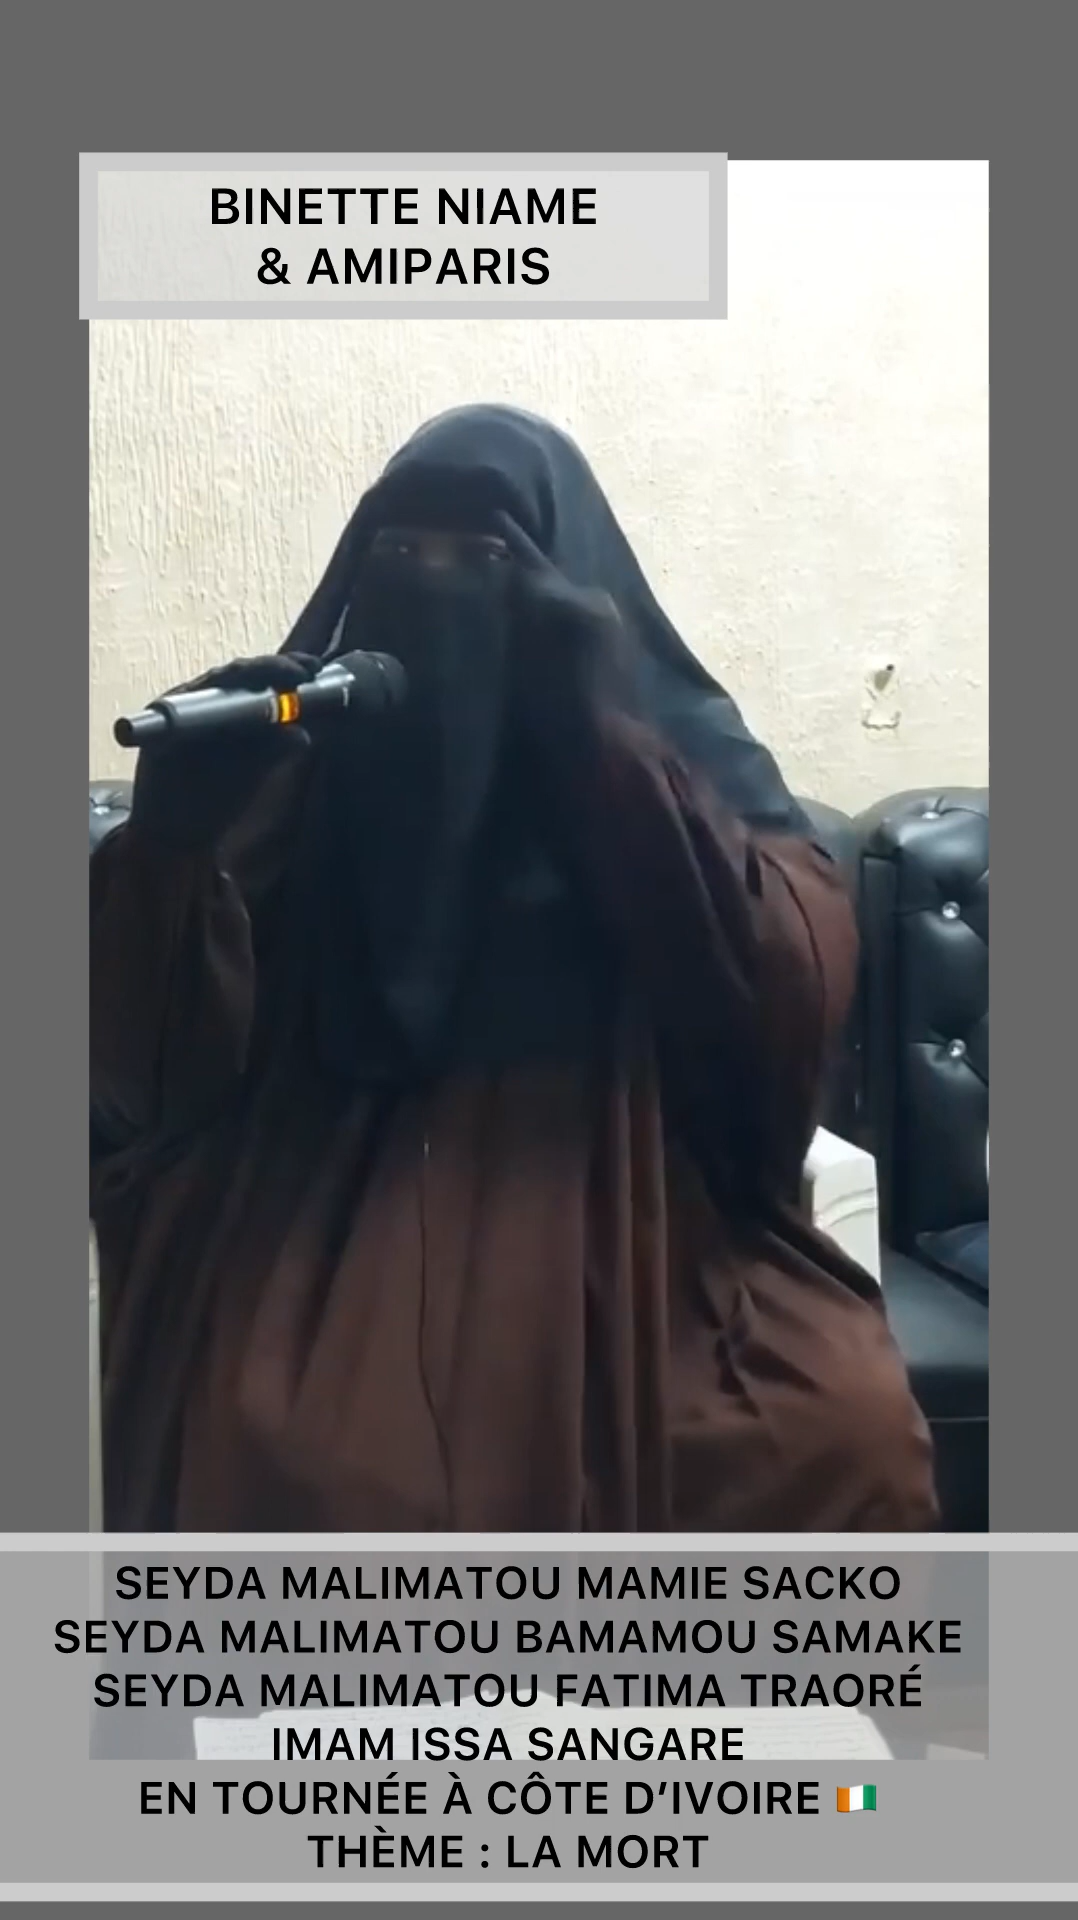 BINETTE NIAME
& AMIPARIS
SEYDA MALIMATOU MAMIE SACKO
SEYDA MALIMATOU BAMAMOU SAMAKE
SEYDA MALIMATOU FATIMA TRAORÉ
IMAM ISSA SANGARE
EN TOURNÉE À CÔTE D’IVOIRE 🇨🇮
THÈME : LA MORT